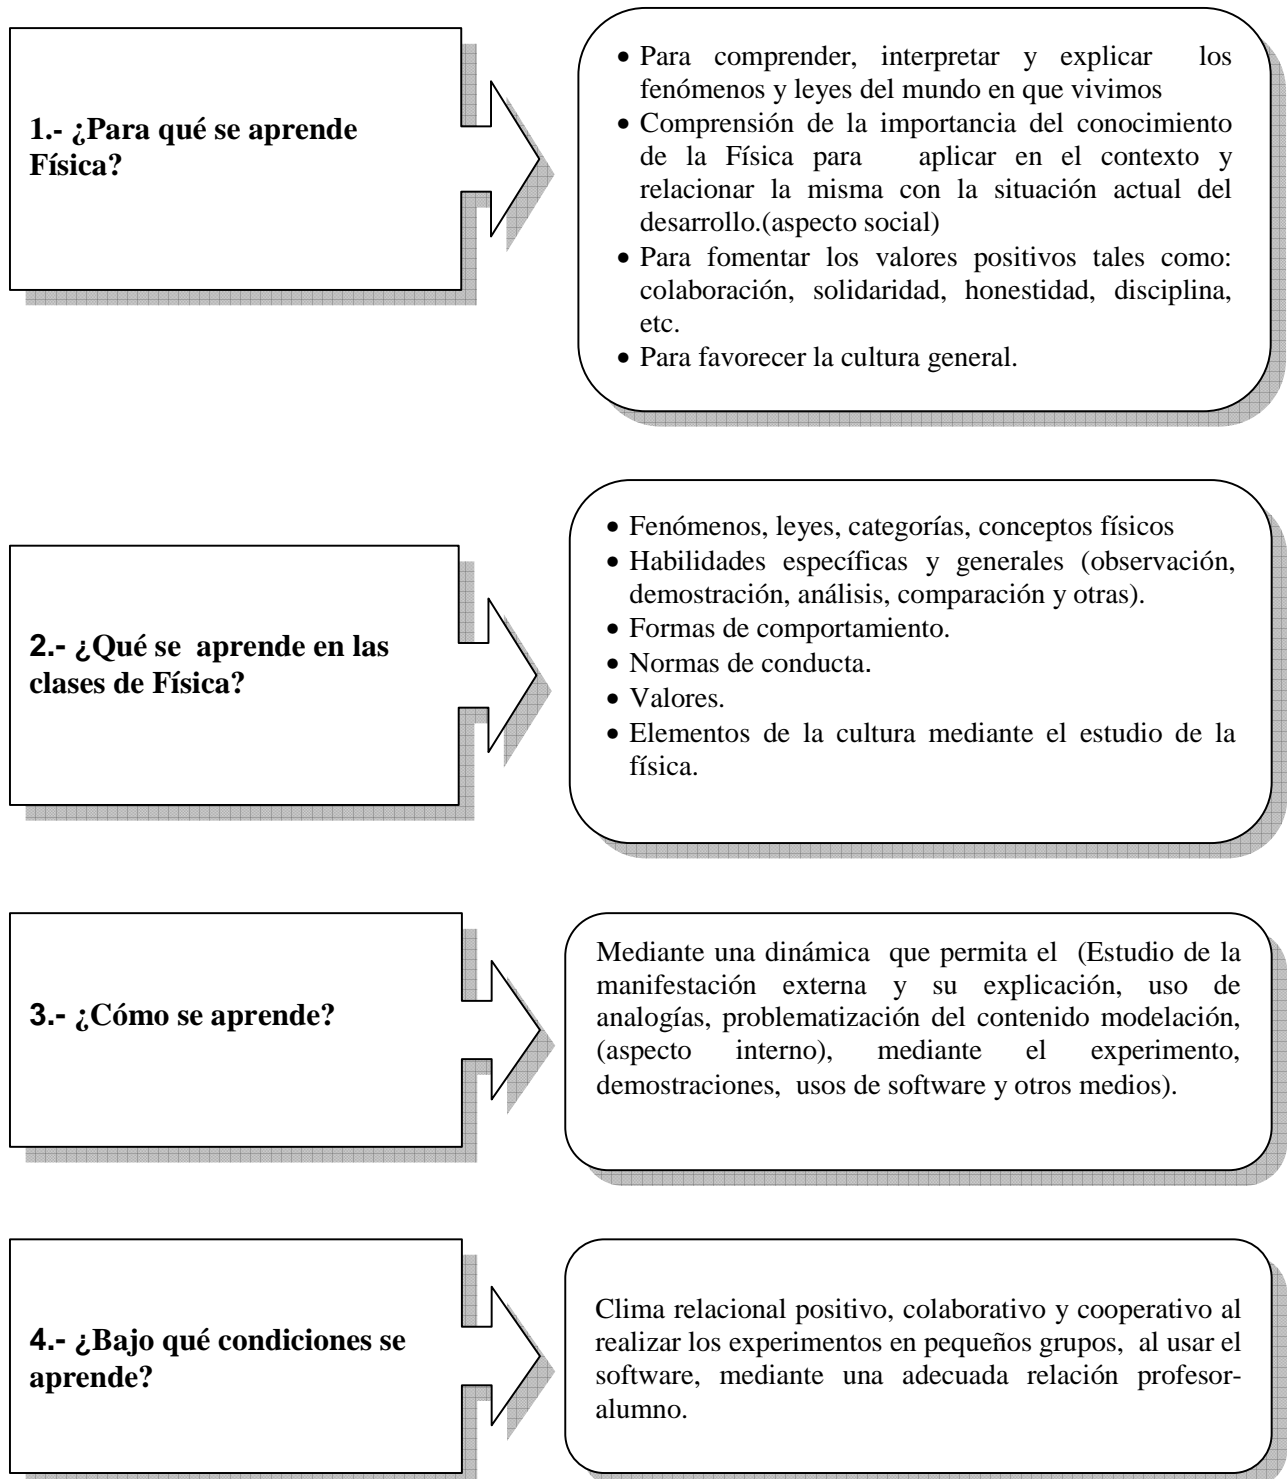 1.- ¿Para qué se aprende
Física?
• Para comprender, interpretar y explicar los
fenómenos y leyes del mundo en que vivimos
• Comprensión de la importancia del conocimiento
de la Física para aplicar en el contexto y
relacionar la misma con la situación actual del
desarrollo.(aspecto social)
• Para fomentar los valores positivos tales como:
colaboración, solidaridad, honestidad, disciplina,
etc.
• Para favorecer la cultura general.
2.- ¿Qué se aprende en las
clases de Física?
• Fenómenos, leyes, categorías, conceptos físicos
• Habilidades específicas y generales (observación,
demostración, análisis, comparación y otras).
• Formas de comportamiento.
• Normas de conducta.
• Valores.
• Elementos de la cultura mediante el estudio de la
física.
3.- ¿Cómo se aprende?
Mediante una dinámica que permita el (Estudio de la
manifestación externa y su explicación, uso de
analogías, problematización del contenido modelación,
(aspecto interno), mediante el experimento,
demostraciones, usos de software y otros medios).
4.- ¿Bajo qué condiciones se
aprende?
Clima relacional positivo, colaborativo y cooperativo al
realizar los experimentos en pequeños grupos, al usar el
software, mediante una adecuada relación profesor-
alumno.